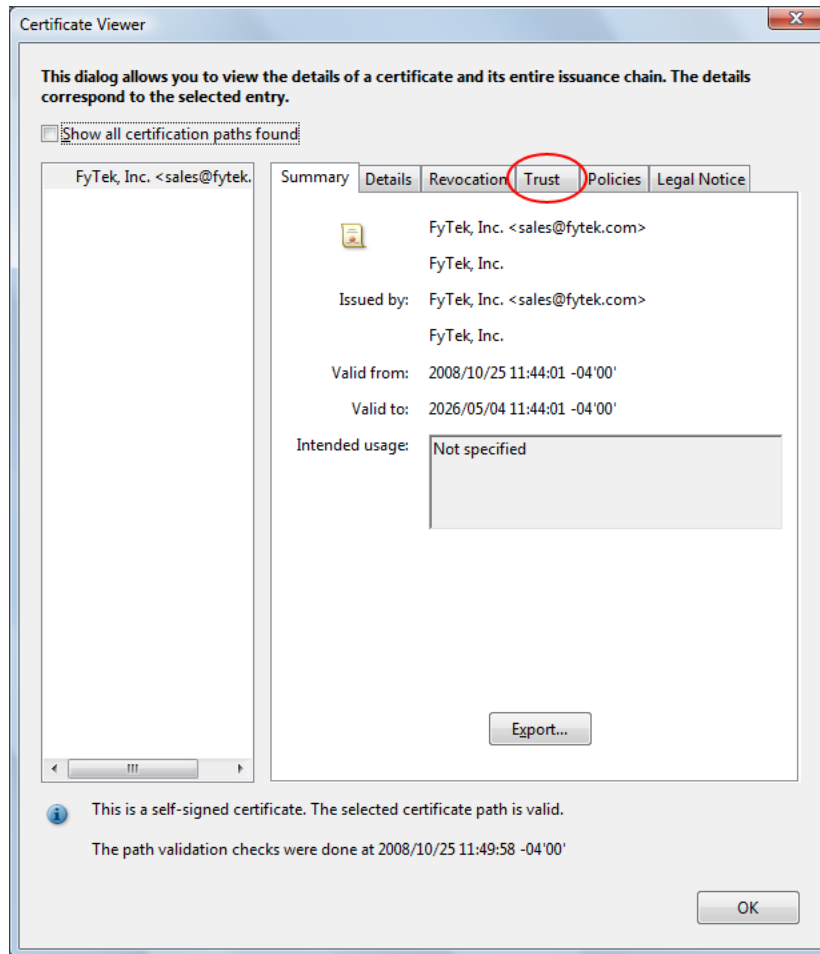 Certificate Viewer
This dialog allows you to view the details of a certificate and its entire issuance chain. The details
correspond to the selected entry.
Show all certification paths found
FyTek, Inc. <sales@fytek.
Summary Details Revocation Trust Policies Legal Notice
FyTek, Inc. <sales@fytek.com>
FyTek, Inc.
Issued by: FyTek, Inc. <sales@fytek.com>
FyTek, Inc.
Valid from: 2008/10/25 11:44:01 -04'00'
Valid to: 2026/05/04 11:44:01 -04'00'
Intended usage: Not specified
Export...
This is a self-signed certificate. The selected certificate path is valid.
The path validation checks were done at 2008/10/25 11:49:58 -04'00'
OK